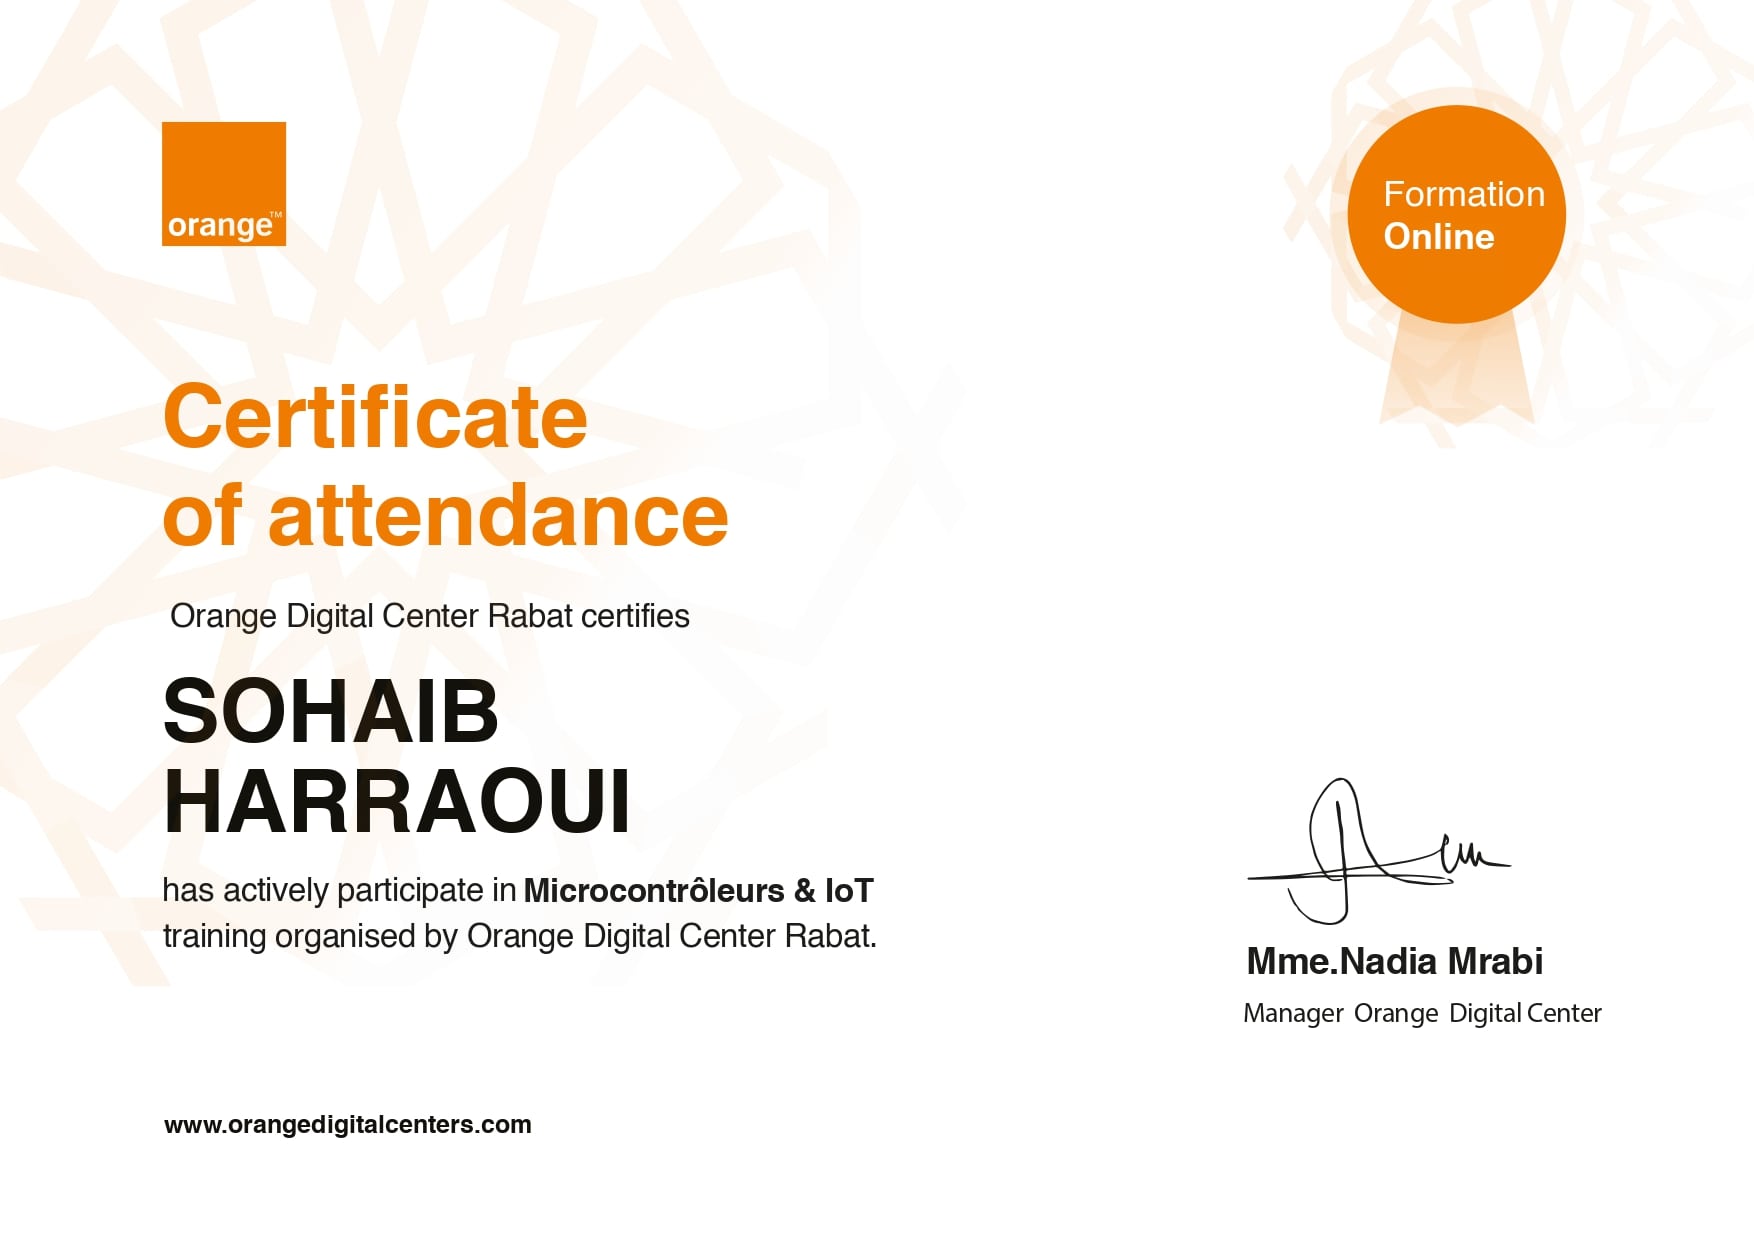 orange™
Formation
Online
Certificate
of attendance
Orange Digital Center Rabat certifies
SOHAIB
HARRAOUI
has actively participate in Microcontrôleurs & IoT
training organised by Orange Digital Center Rabat.
Mme.Nadia Mrabi
Manager Orange Digital Center
www.orangedigitalcenters.com